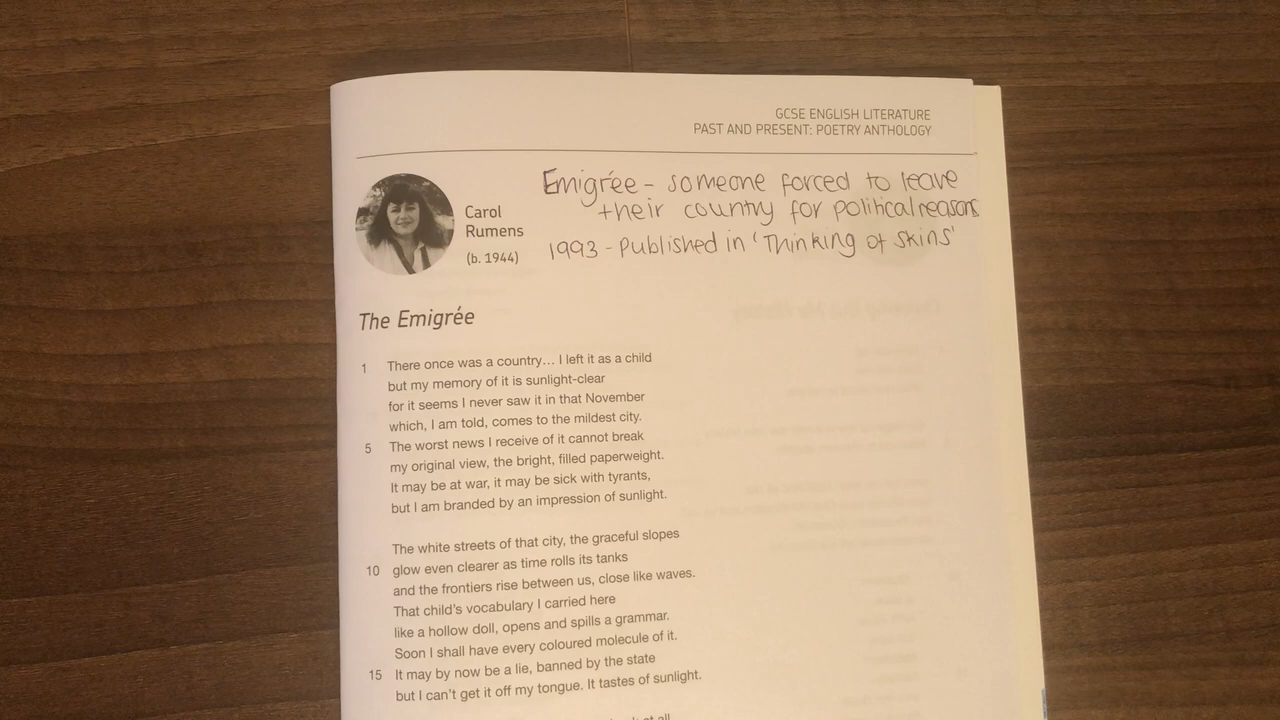 GCSE ENGLISH LITERATURE
PAST AND PRESENT: POETRY ANTHOLOGY
Emigrée - someone forced to leave
their country for political reasons
1993 - Published in 'Thinking of Skins'
Carol
Rumens
(b. 1944)
The Emigrée
1 There once was a country... I left it as a child
but my memory of it is sunlight-clear
for it seems I never saw it in that November
which, I am told, comes to the mildest city.
5 The worst news I receive of it cannot break
my original view, the bright, filled paperweight.
It may be at war, it may be sick with tyrants,
but I am branded by an impression of sunlight.
The white streets of that city, the graceful slopes
10 glow even clearer as time rolls its tanks
and the frontiers rise between us, close like waves.
That child's vocabulary I carried here
like a hollow doll, opens and spills a grammar.
Soon I shall have every coloured molecule of it.
15 It may by now be a lie, banned by the state
but I can't get it off my tongue. It tastes of sunlight.
at all